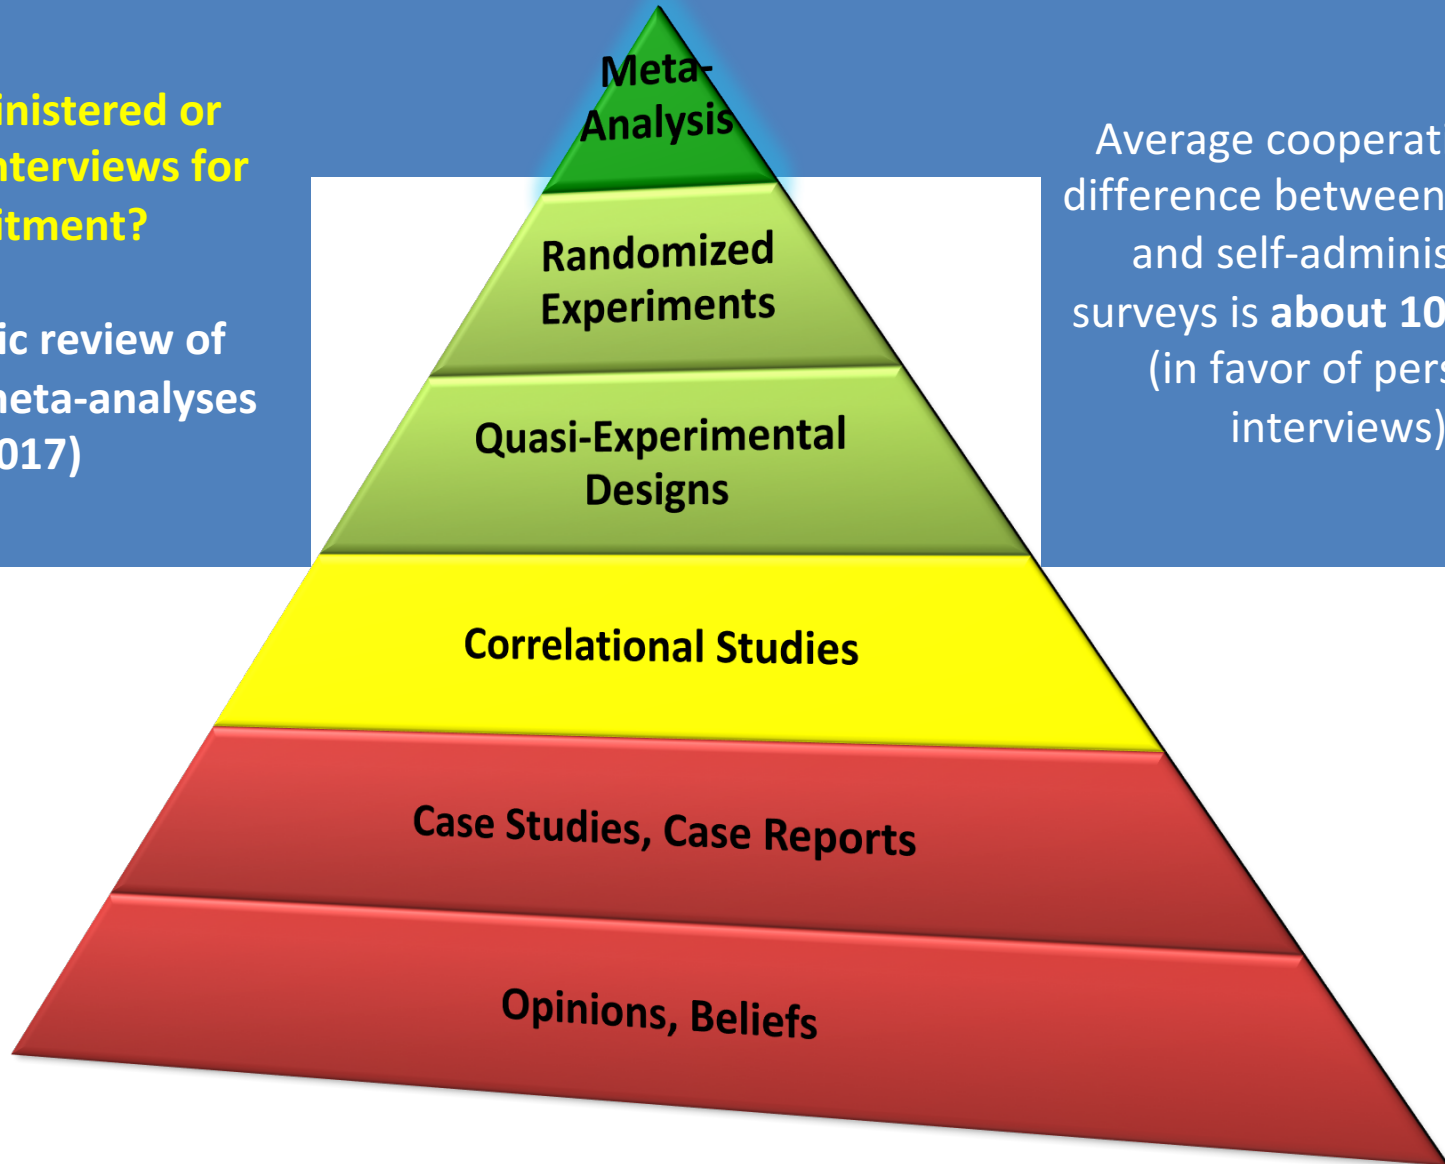 inistered or
nterviews for
itment?
ic review of
neta-analyses
017)
Meta-
Analysis
Randomized
Experiments
Quasi-Experimental
Designs
Correlational Studies
Case Studies, Case Reports
Opinions, Beliefs
Average cooperat
difference between
and self-adminis
surveys is about 10
(in favor of pers
interviews)